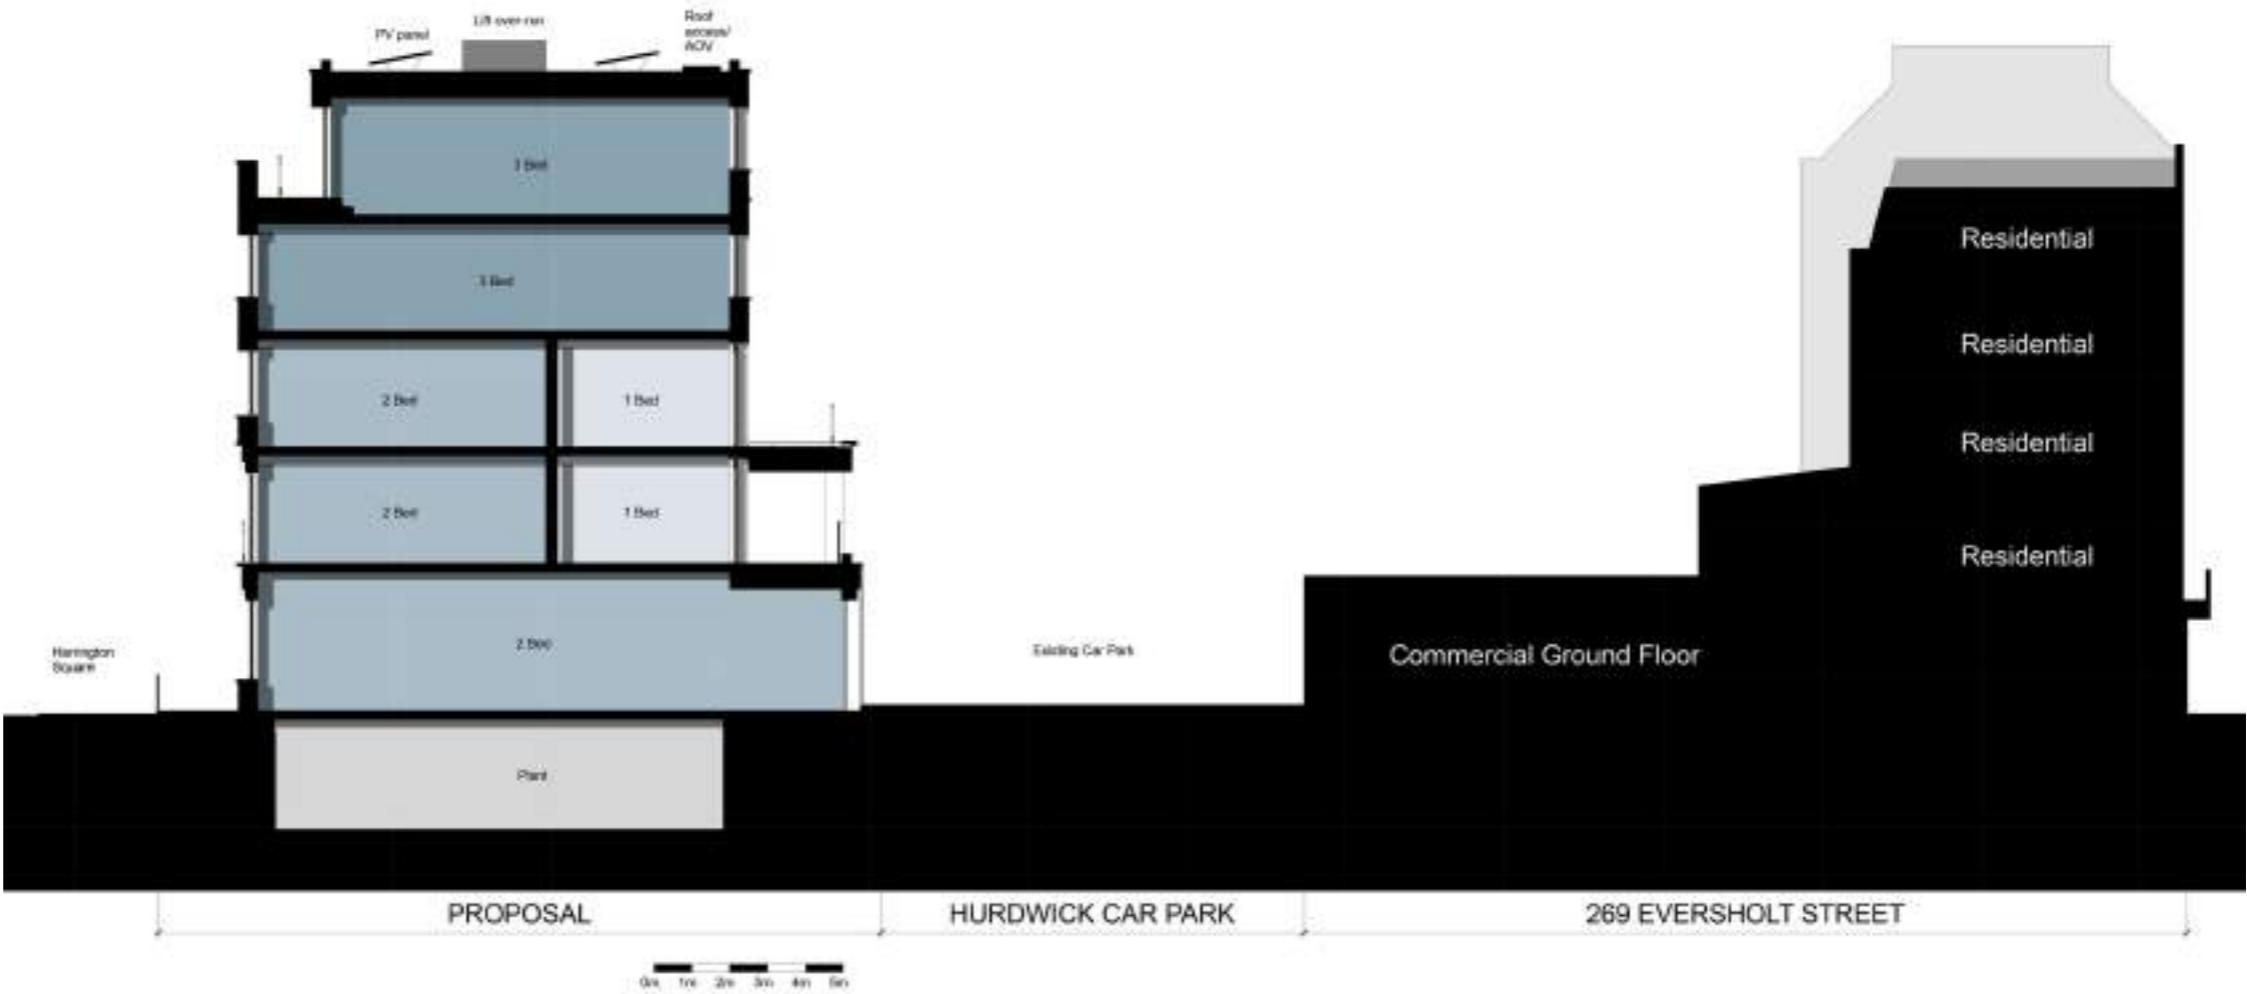 PV panel
Lift over-run
Roof
access/
AOV
3 Bed
3 Bed
2 Bed
1 Bed
2 Bed
1 Bed
2 Bed
Plant
Harrington
Square
Existing Car Park
Residential
Residential
Residential
Residential
Commercial Ground Floor
PROPOSAL
HURDWICK CAR PARK
269 EVERSHOLT STREET
0m 1m 2m 3m 4m 5m